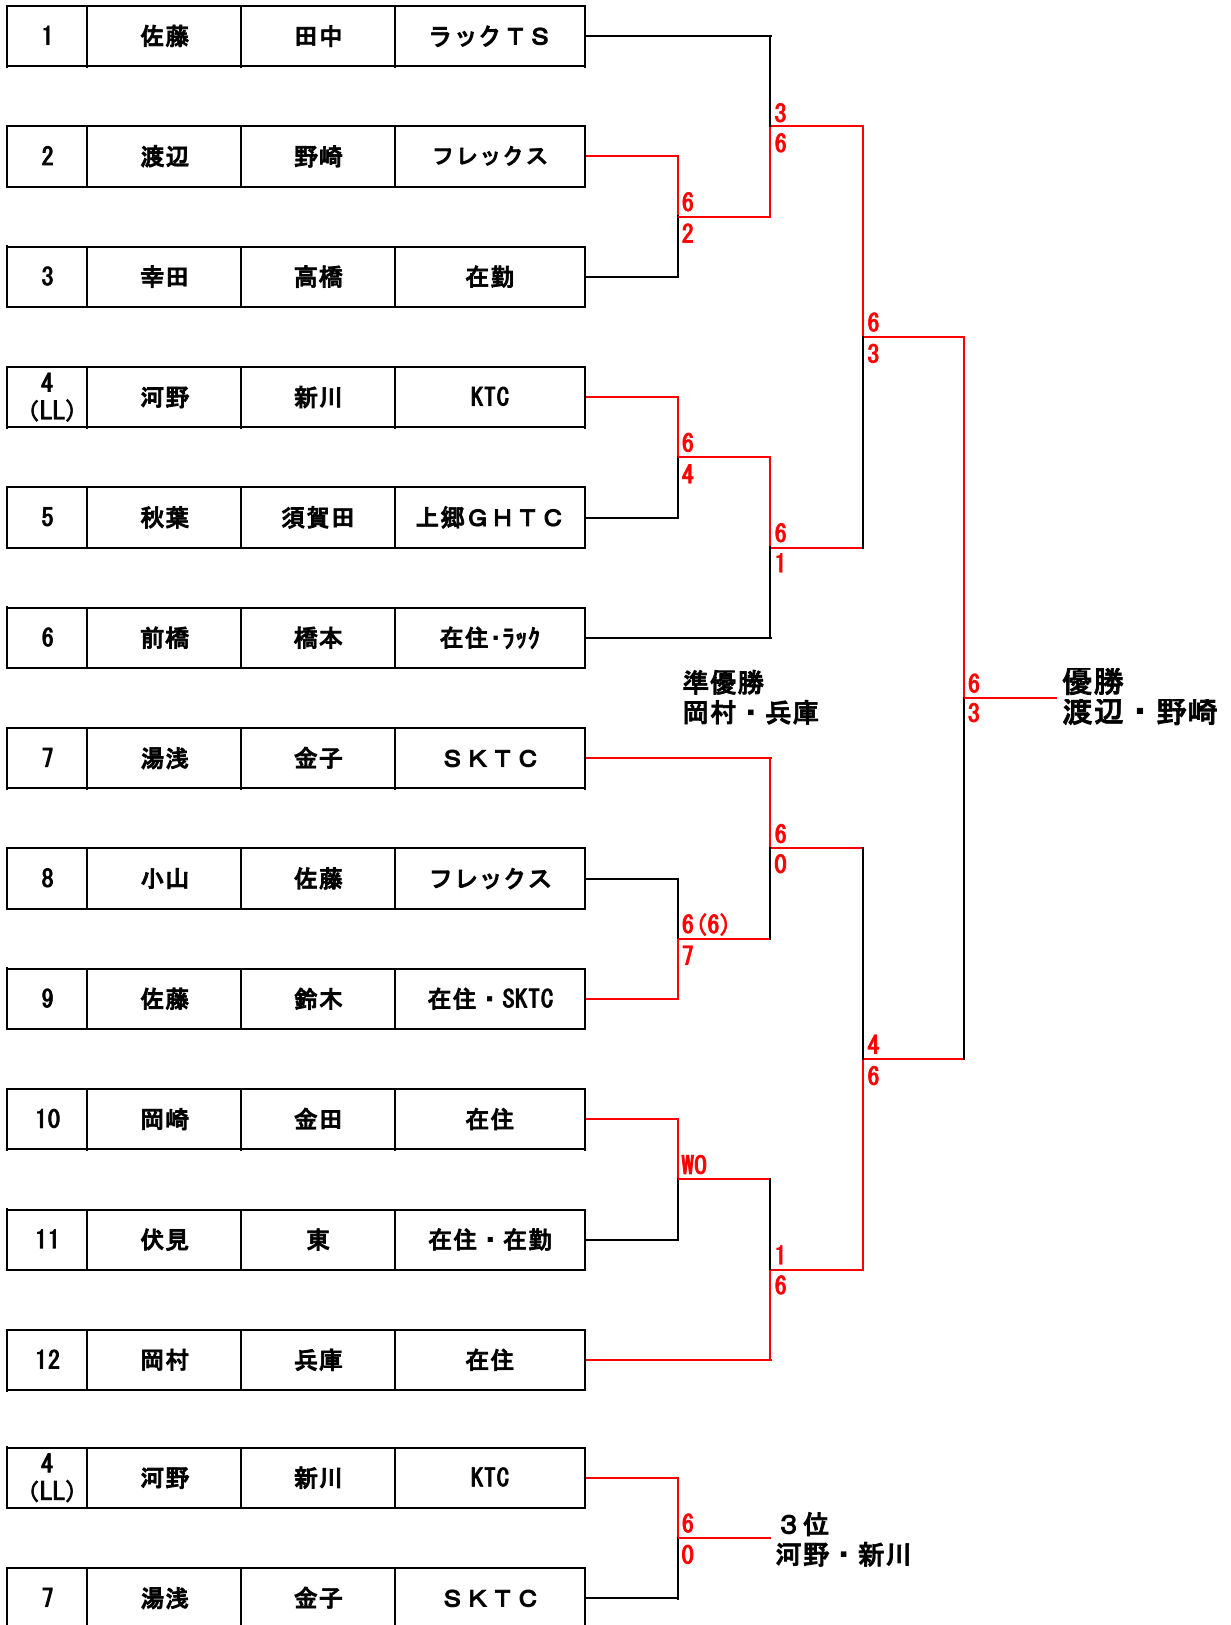 1 佐藤 田中 ラックＴＳ
3
2 渡辺 野崎 フレックス
6
6
2
3 幸田 高橋 在勤
6
3
4
(LL) 河野 新川 KTC
6
4
5 秋葉 須賀田 上郷ＧＨＴＣ
6
1
6 前橋 橋本 在住・ﾗｯｸ
準優勝
岡村・兵庫
6
3
優勝
渡辺・野崎
7 湯浅 金子 ＳＫＴＣ
6
0
8 小山 佐藤 フレックス
6(6)
7
9 佐藤 鈴木 在住・SKTC
4
6
10 岡崎 金田 在住
WO
11 伏見 東 在住・在勤
1
6
12 岡村 兵庫 在住
4
(LL) 河野 新川 KTC
6
0
３位
河野・新川
7 湯浅 金子 ＳＫＴＣ